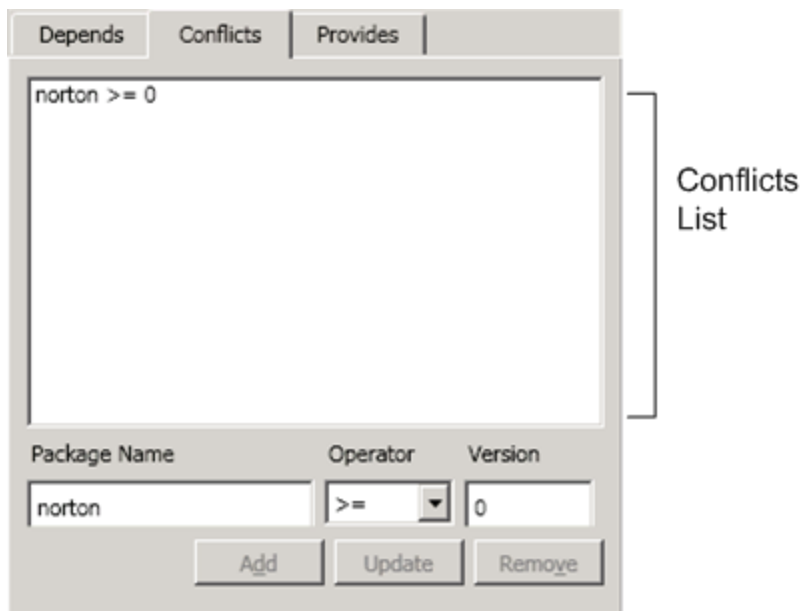 Depends Conflicts Provides
norton >= 0
Conflicts
List
Package Name Operator Version
norton >= 0
Add Update Remove